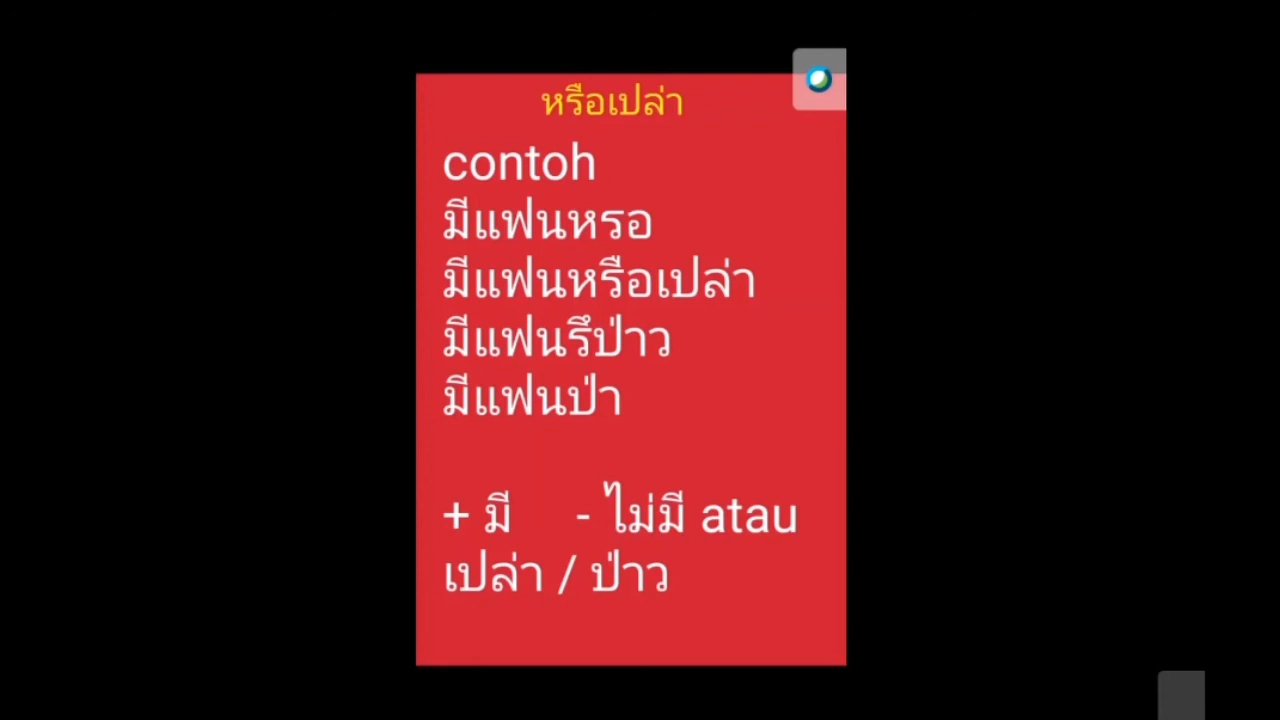 หรือเปล่า
contoh
มีแฟนหรอ
มีแฟนหรือเปล่า
มีแฟนรึป่าว
มีแฟนป่า
+ มี - ไม่มี atau
เปล่า / ป่าว